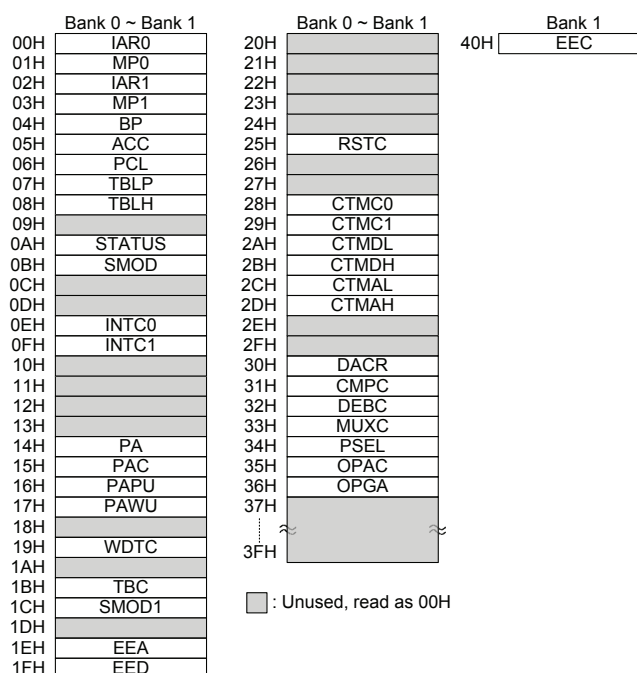 Bank 0 ~ Bank 1
00H IAR0
01H MP0
02H IAR1
03H MP1
04H BP
05H ACC
06H PCL
07H TBLP
08H TBLH
09H
0AH STATUS
0BH SMOD
0CH
0DH
0EH INTC0
0FH INTC1
10H
11H
12H
13H
14H PA
15H PAC
16H PAPU
17H PAWU
18H
19H WDTC
1AH
1BH TBC
1CH SMOD1
1DH
1EH EEA
1FH EED
Bank 0 ~ Bank 1
20H
21H
22H
23H
24H
25H RSTC
26H
27H
28H CTMC0
29H CTMC1
2AH CTMDL
2BH CTMDH
2CH CTMAL
2DH CTMAH
2EH
2FH
30H DACR
31H CMPC
32H DEBC
33H MUXC
34H PSEL
35H OPAC
36H OPGA
37H
3FH
: Unused, read as 00H
Bank 1
40H EEC